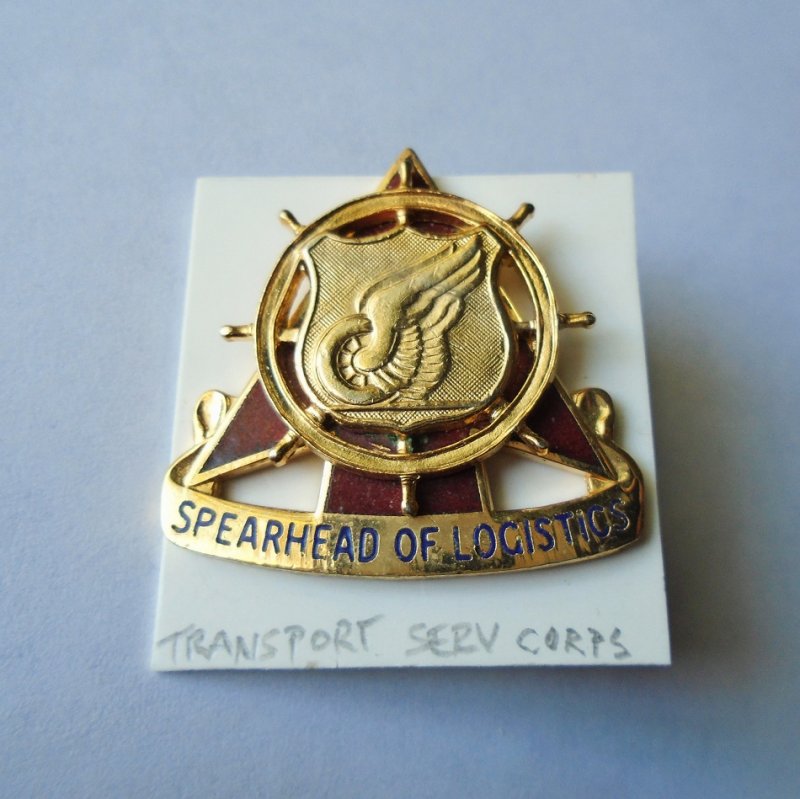 SPEARHEAD OF LOGISTICS
TRANSPORT SERV CORPS